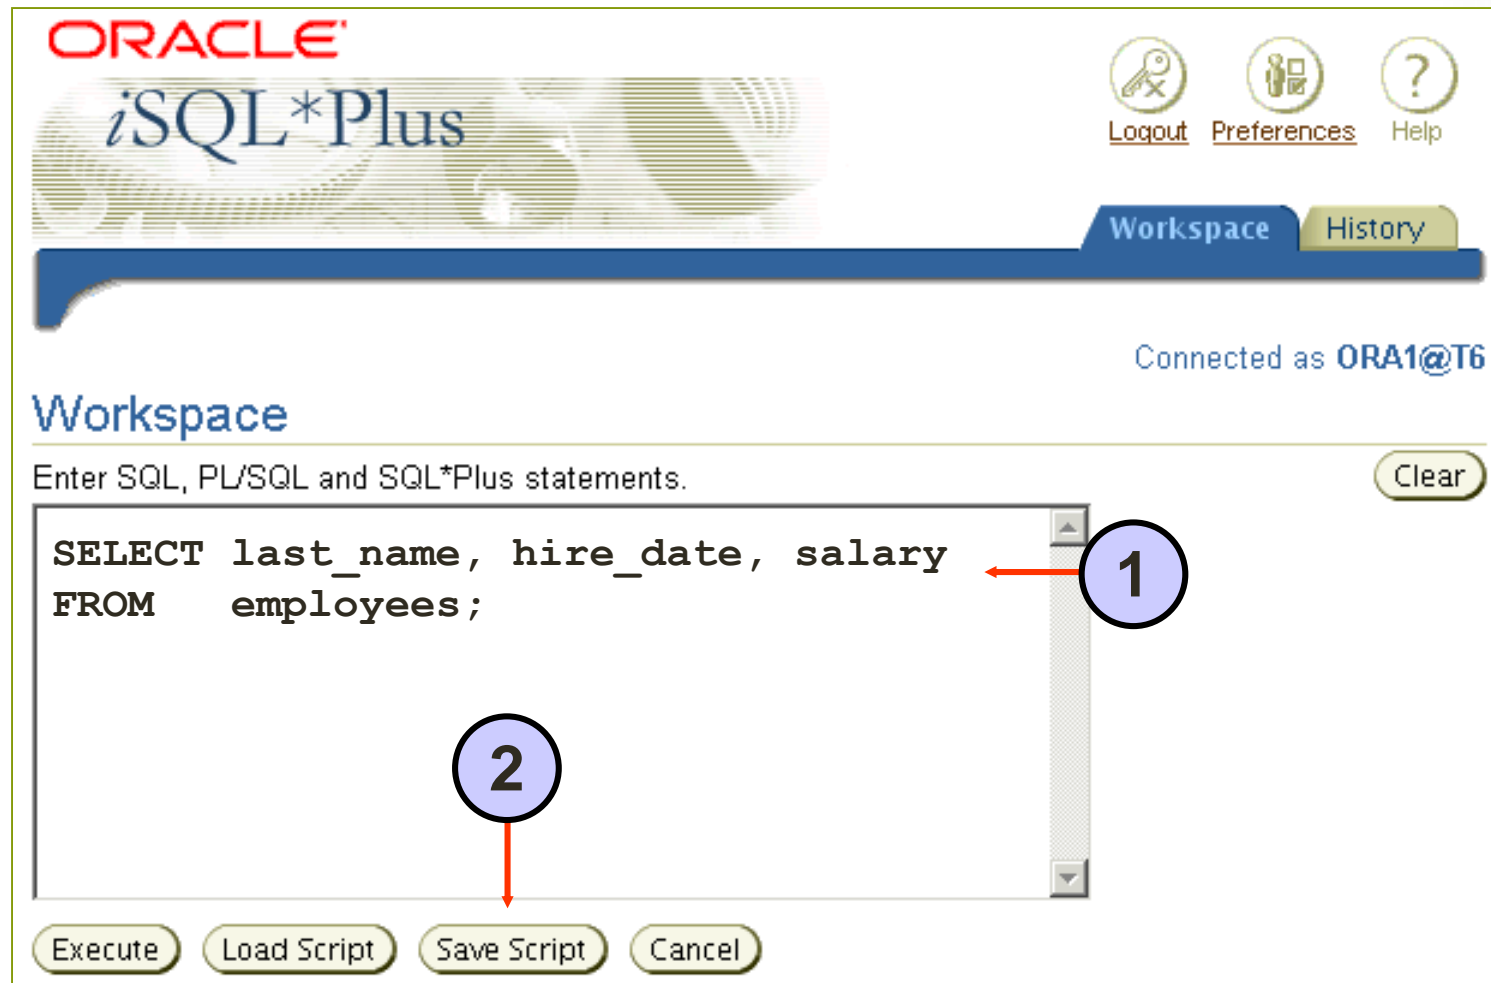 ORACLE
iSQL*Plus
Logout Preferences Help
Workspace History
Connected as ORA1@T6
Workspace
Enter SQL, PL/SQL and SQL*Plus statements.
Clear
SELECT last_name, hire_date, salary
1
FROM employees;
2
Execute Load Script Save Script Cancel